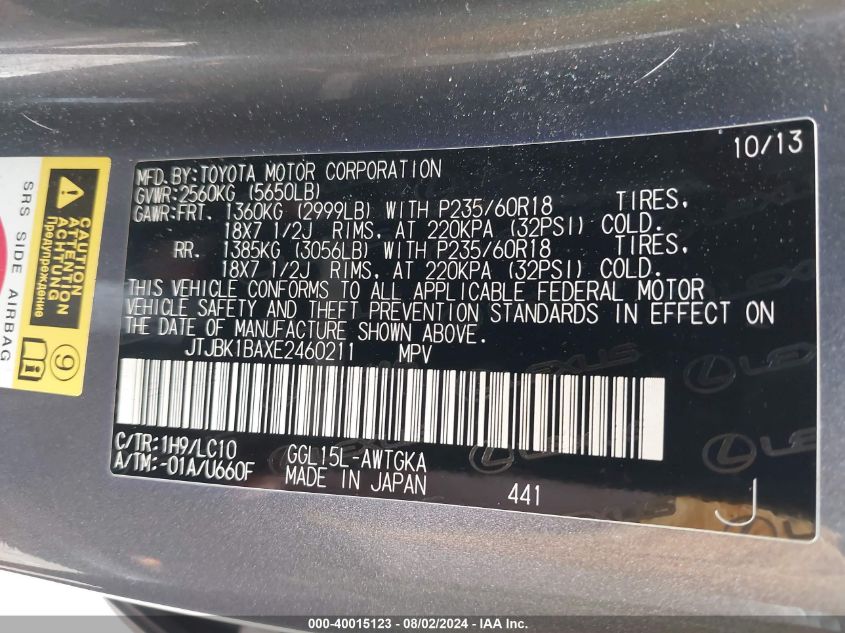 10/13
MFD. BY: TOYOTA MOTOR CORPORATION
GVWR: 2560KG (5650LB)
GAWR: FRT. 1360KG (2999LB) WITH P235/60R18 TIRES,
18X7 1/2J RIMS, AT 220KPA (32PSI) COLD.
RR. 1385KG (3056LB) WITH P235/60R18 TIRES,
18X7 1/2J RIMS, AT 220KPA (32PSI) COLD.
THIS VEHICLE CONFORMS TO ALL APPLICABLE FEDERAL MOTOR
VEHICLE SAFETY AND THEFT PREVENTION STANDARDS IN EFFECT ON
THE DATE OF MANUFACTURE SHOWN ABOVE.
JTJBK1BAXE2460211 MPV
C/TR: 1H9/LC10 GGL15L-AWTGKA
A/TM: -01A/U660F MADE IN JAPAN 441
J
LEXUS
SRS SIDE AIRBAG
CAUTION
ATTENTION
ACHTUNG
Предупреждение
9
000-40015123 - 08/02/2024 - IAA Inc.